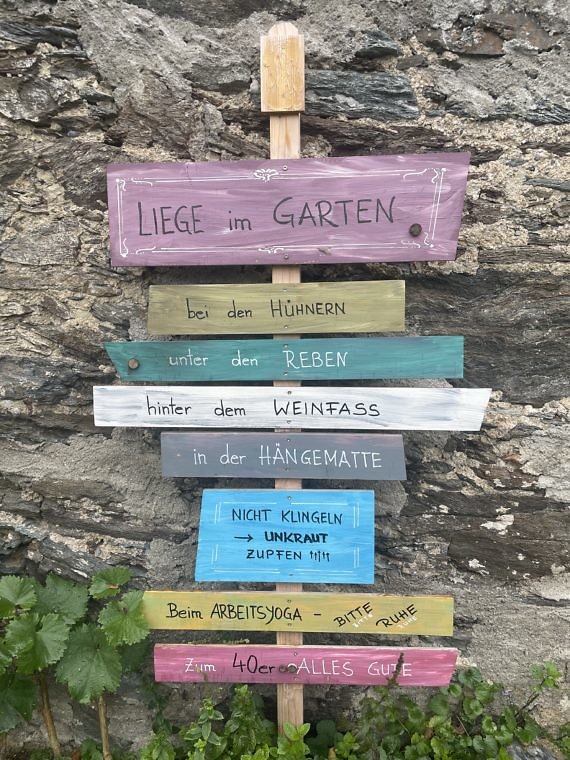 LIEGE im GARTEN
bei den HÜHNERN
unter den REBEN
hinter dem WEINFASS
in der HÄNGEMATTE
NICHT KLINGELN
→ UNKRAUT
ZUPFEN !!!!!
Beim ARBEITSYOGA - BITTE RUHE
Zum 40er ALLES GUTE